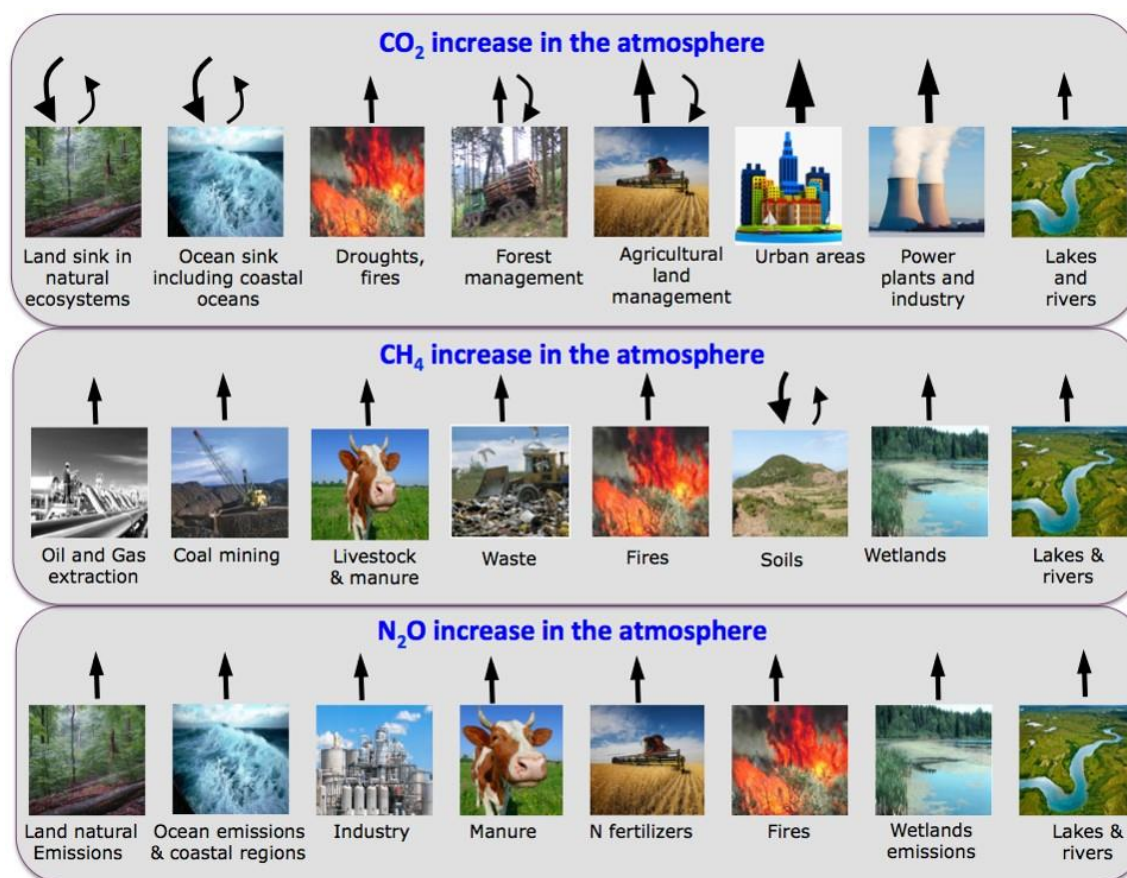 CO₂ increase in the atmosphere
Land sink in
natural
ecosystems
Ocean sink
including coastal
oceans
Droughts,
fires
Forest
management
Agricultural
land
management
Urban areas
Power
plants and
industry
Lakes
and
rivers
CH₄ increase in the atmosphere
Oil and Gas
extraction
Coal mining
Livestock
& manure
Waste
Fires
Soils
Wetlands
Lakes &
rivers
N₂O increase in the atmosphere
Land natural
Emissions
Ocean emissions
& coastal regions
Industry
Manure
N fertilizers
Fires
Wetlands
emissions
Lakes &
rivers